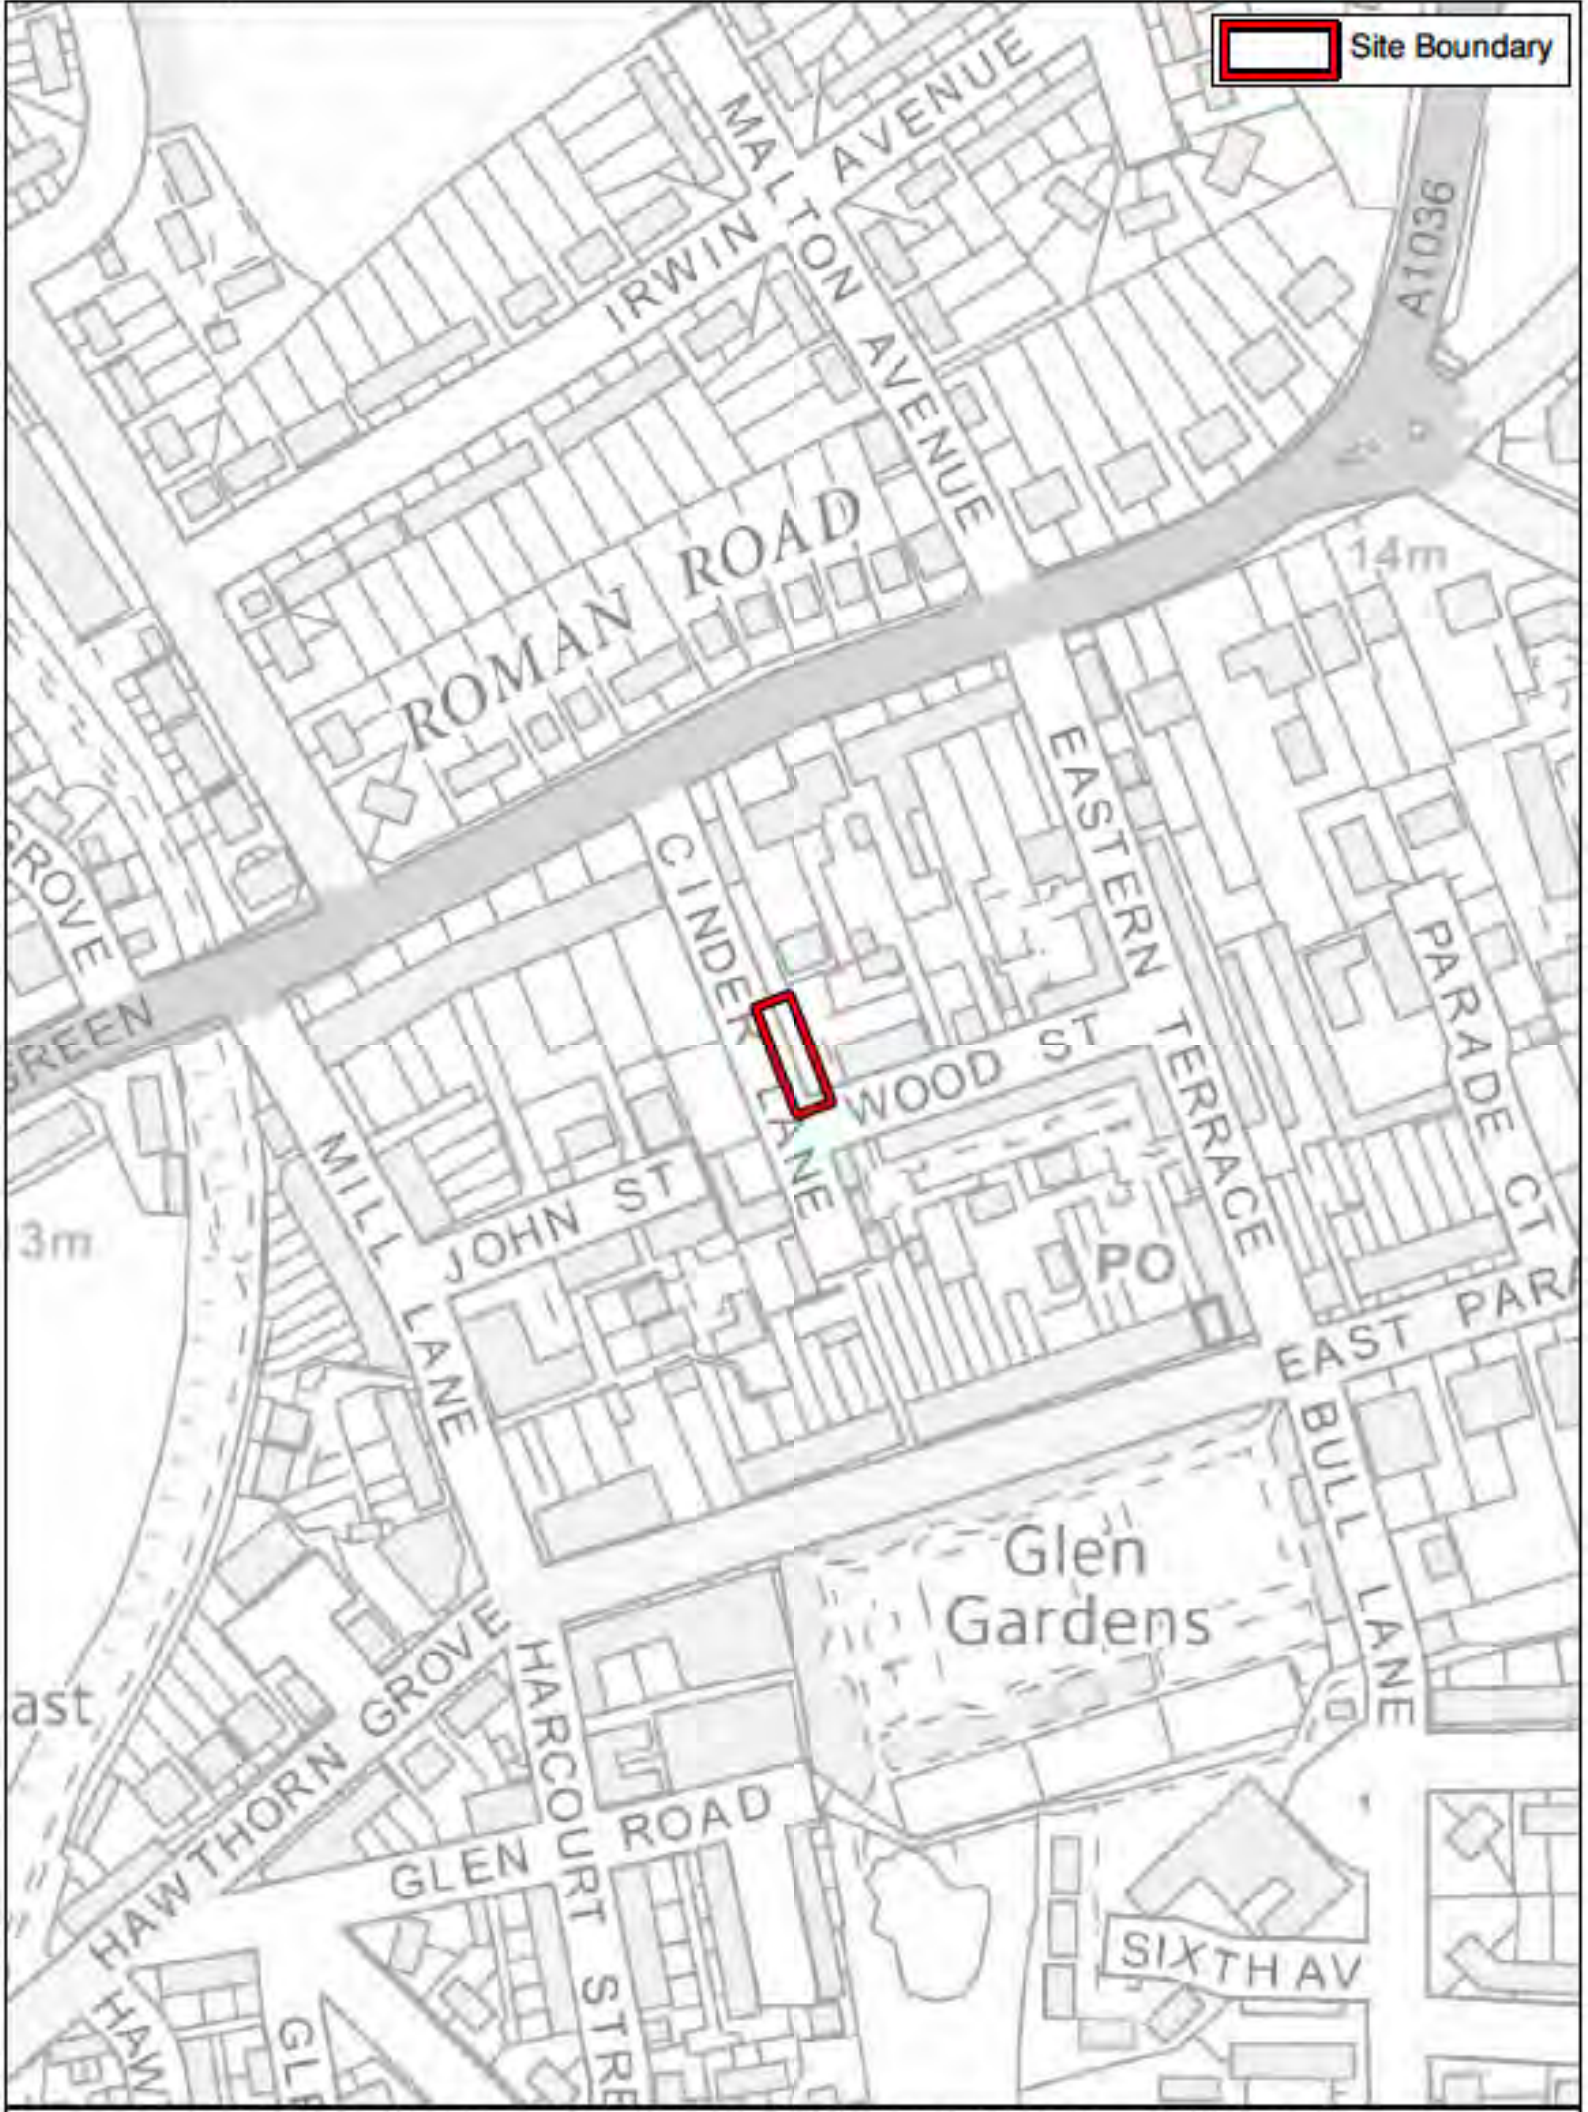 Site Boundary
MALTON AVENUE
IRWIN AVENUE
A1036
ROMAN ROAD
14m
GROVE
CINDER LANE
EASTERN TERRACE
PARADE CT
GREEN
WOOD ST
MILL LANE
JOHN ST
3m
PO
EAST PARA
BULL LANE
Glen
Gardens
HAWTHORN GROVE
HARCOURT STRE
ast
GLEN ROAD
SIXTH AV
HAW
GLE